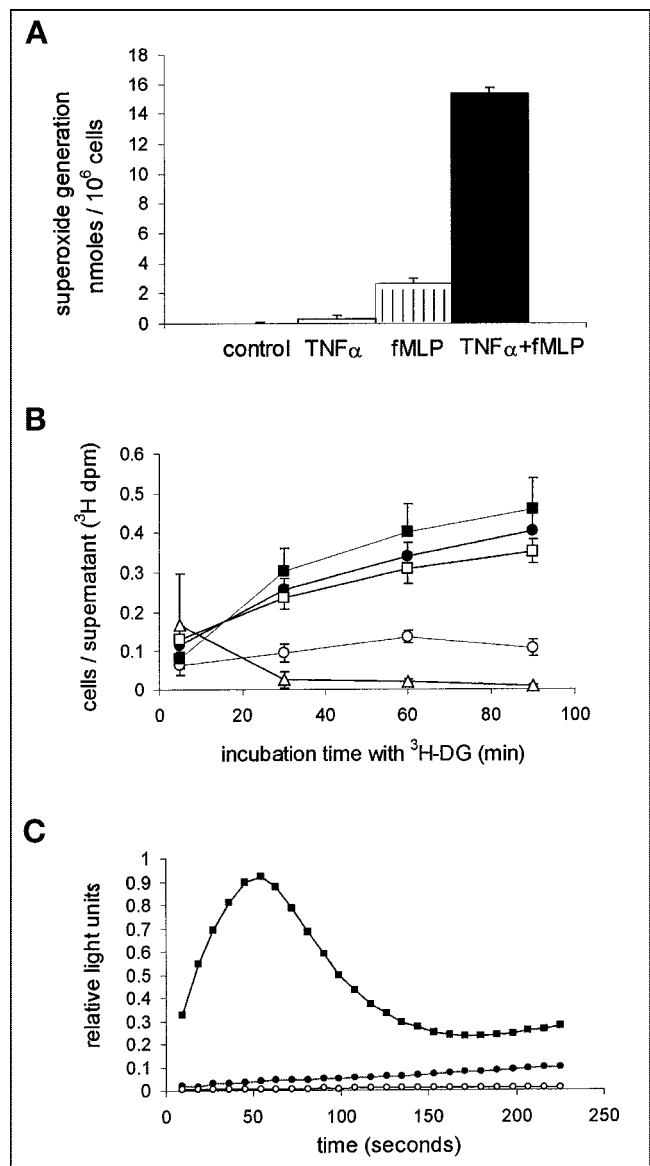 A
superoxide generation
nmoles / 10⁶ cells
18
16
14
12
10
8
6
4
2
0
control TNFα fMLP TNFα+fMLP
B
cells / supernatant (³H dpm)
0.6
0.5
0.4
0.3
0.2
0.1
0
0 20 40 60 80 100
incubation time with ³H-DG (min)
C
relative light units
1
0.9
0.8
0.7
0.6
0.5
0.4
0.3
0.2
0.1
0
0 50 100 150 200 250
time (seconds)